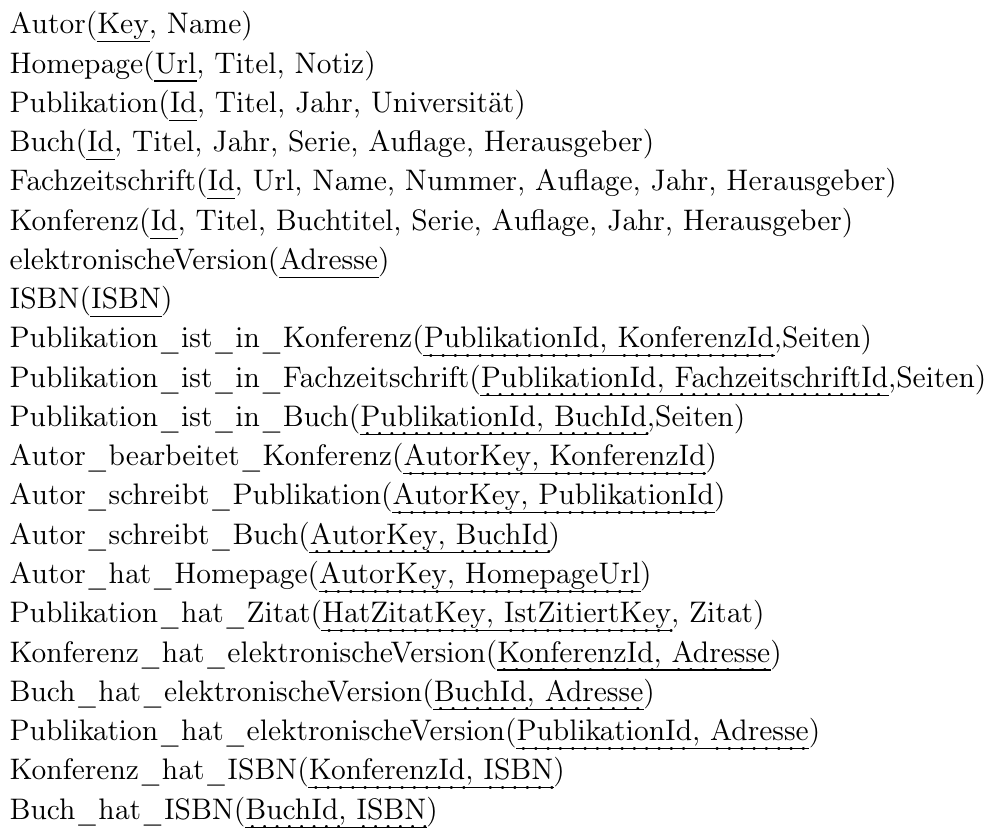 Autor(Key, Name)
Homepage(Url, Titel, Notiz)
Publikation(Id, Titel, Jahr, Universität)
Buch(Id, Titel, Jahr, Serie, Auflage, Herausgeber)
Fachzeitschrift(Id, Url, Name, Nummer, Auflage, Jahr, Herausgeber)
Konferenz(Id, Titel, Buchtitel, Serie, Auflage, Jahr, Herausgeber)
elektronischeVersion(Adresse)
ISBN(ISBN)
Publikation_ist_in_Konferenz(PublikationId, KonferenzId,Seiten)
Publikation_ist_in_Fachzeitschrift(PublikationId, FachzeitschriftId,Seiten)
Publikation_ist_in_Buch(PublikationId, BuchId,Seiten)
Autor_bearbeitet_Konferenz(AutorKey, KonferenzId)
Autor_schreibt_Publikation(AutorKey, PublikationId)
Autor_schreibt_Buch(AutorKey, BuchId)
Autor_hat_Homepage(AutorKey, HomepageUrl)
Publikation_hat_Zitat(HatZitatKey, IstZitiertKey, Zitat)
Konferenz_hat_elektronischeVersion(KonferenzId, Adresse)
Buch_hat_elektronischeVersion(BuchId, Adresse)
Publikation_hat_elektronischeVersion(PublikationId, Adresse)
Konferenz_hat_ISBN(KonferenzId, ISBN)
Buch_hat_ISBN(BuchId, ISBN)